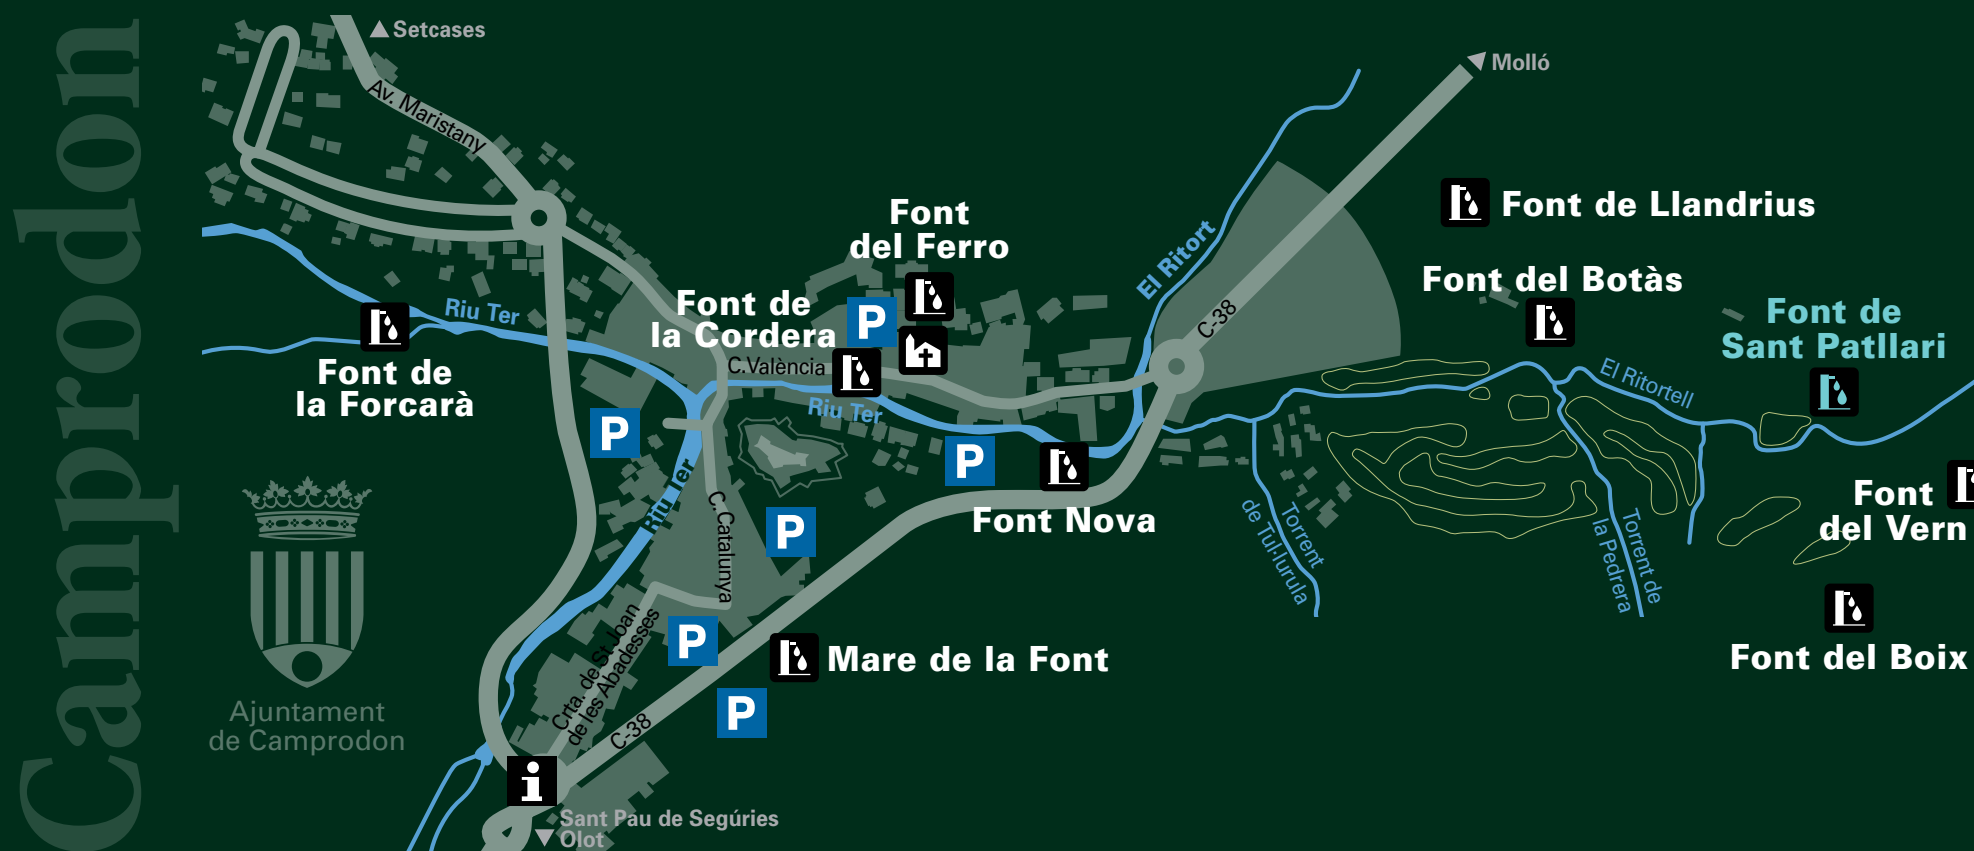 Camprodon
Setcases
Av. Maristany
Molló
Font
del Ferro
Font de Llandrius
El Ritort
Font del Botàs
Riu Ter
Font de
la Cordera
P
C-38
Font de
Sant Patllari
C. València
Font de
la Forcarà
El Ritortell
Riu Ter
P
P
Riu Ter
C. Catalunya
Font Nova
P
Torrent
de Tul·lurula
Torrent de
la Pedrera
Font
del Vern
P
Crta. de St. Joan
de les Abadesses
Mare de la Font
Font del Boix
P
C-38
Ajuntament
de Camprodon
i
Sant Pau de Segúries
Olot